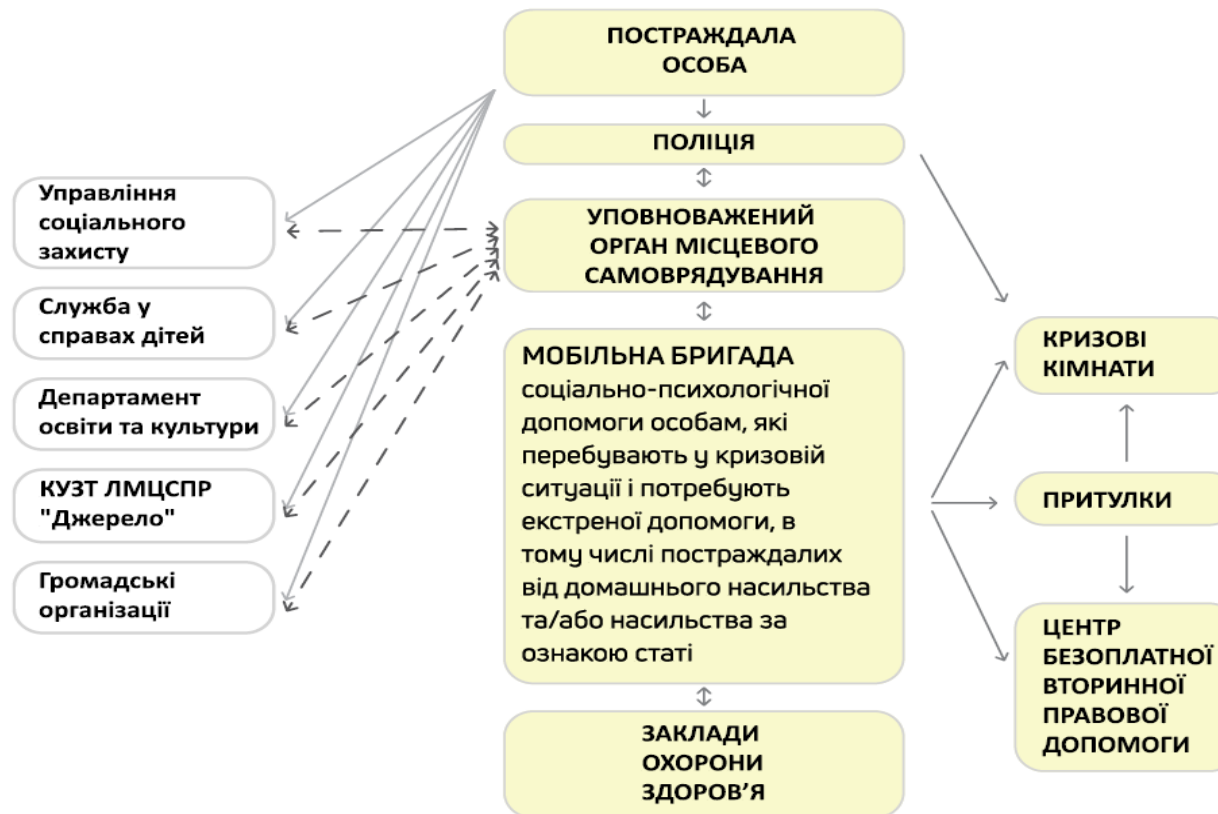 ПОСТРАЖДАЛА
ОСОБА
ПОЛІЦІЯ
УПОВНОВАЖЕНИЙ
ОРГАН МІСЦЕВОГО
САМОВРЯДУВАННЯ
МОБІЛЬНА БРИГАДА
соціально-психологічної
допомоги особам, які
перебувають у кризовій
ситуації і потребують
екстреної допомоги, в
тому числі постраждалих
від домашнього насильства
та/або насильства за
ознакою статі
ЗАКЛАДИ
ОХОРОНИ
ЗДОРОВ’Я
Управління
соціального
захисту
Служба у
справах дітей
Департамент
освіти та культури
КУЗТ ЛМЦСПР
"Джерело"
Громадські
організації
КРИЗОВІ
КІМНАТИ
ПРИТУЛКИ
ЦЕНТР
БЕЗОПЛАТНОЇ
ВТОРИННОЇ
ПРАВОВОЇ
ДОПОМОГИ